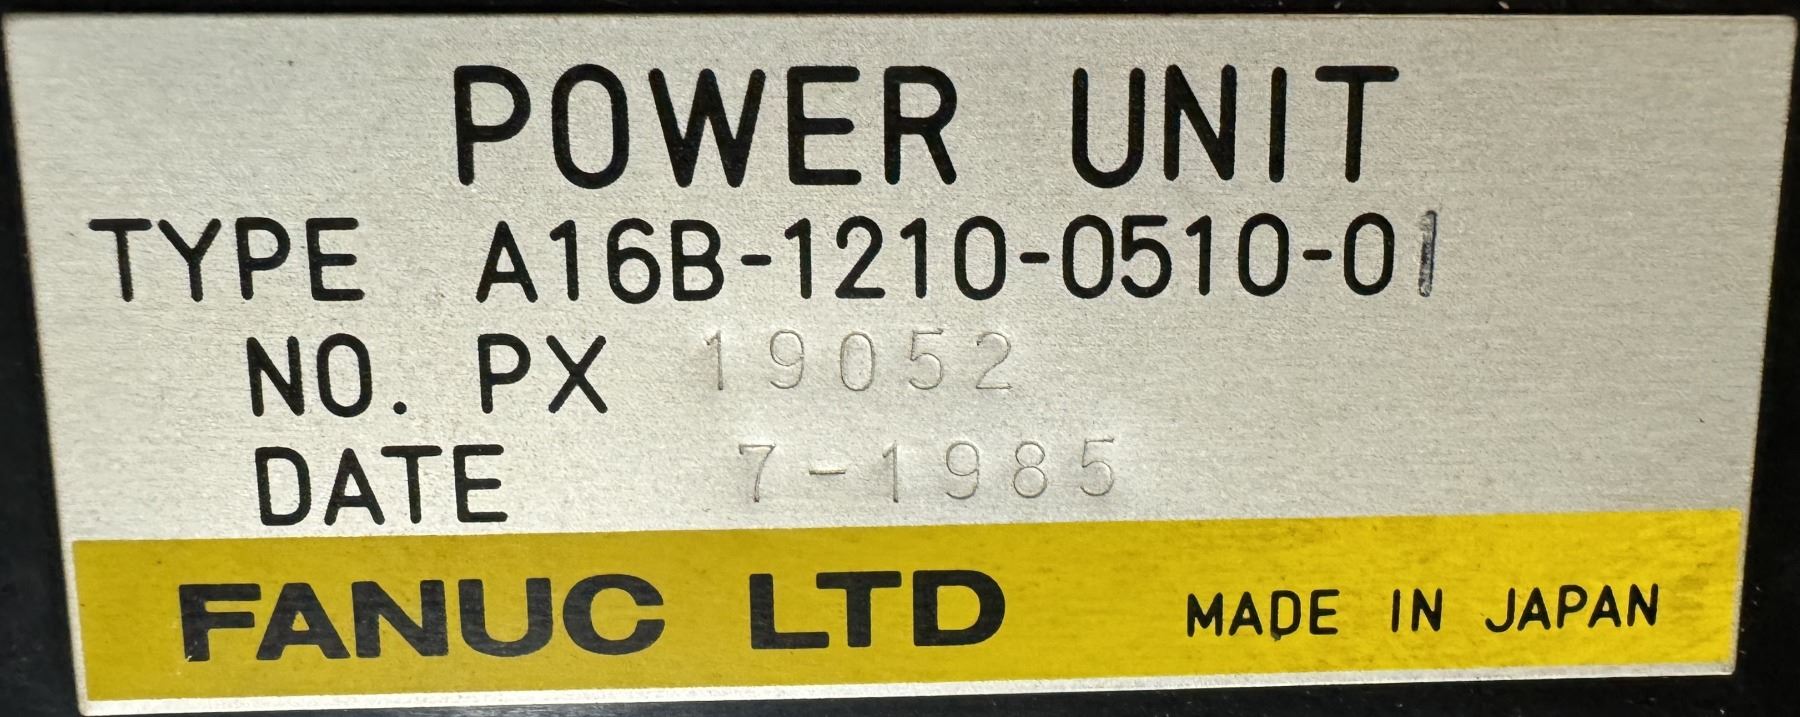 POWER UNIT
TYPE A16B-1210-0510-01
NO. PX 19052
DATE 7-1985
FANUC LTD MADE IN JAPAN